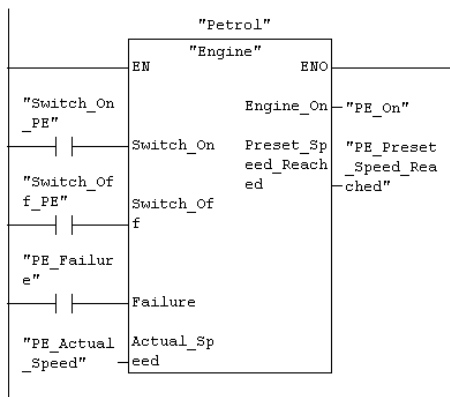 "Petrol"
"Engine"
EN
ENO
"Switch_On
_PE"
Switch_On
"Switch_Of
f_PE"
Switch_Of
f
"PE_Failur
e"
Failure
"PE_Actual
_Speed"
Actual_Sp
eed
Engine_On
"PE_On"
Preset_Sp
eed_Reach
ed
"PE_Preset
_Speed_Rea
ched"